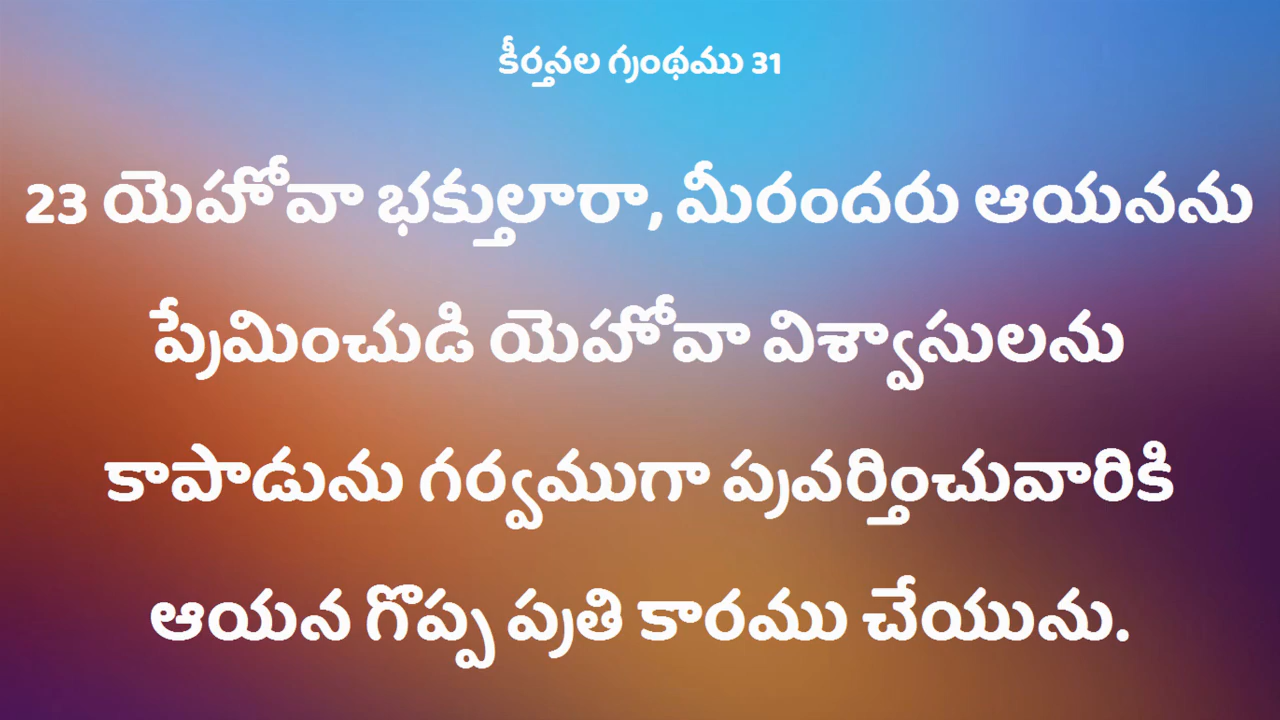 కీర్తనల గ్రంథము 31
23 యెహోవా భక్తులారా, మీరందరు ఆయనను
ప్రేమించుడి యెహోవా విశ్వాసులను
కాపాడును గర్వముగా ప్రవర్తించువారికి
ఆయన గొప్ప ప్రతి కారము చేయును.